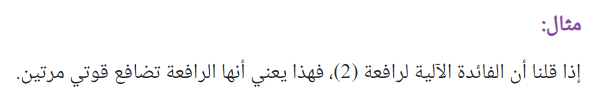 مثال:
إذا قلنا أن الفائدة الآلية لرافعة (2)، فهذا يعني أنها الرافعة تضاعف قوتي مرتين.